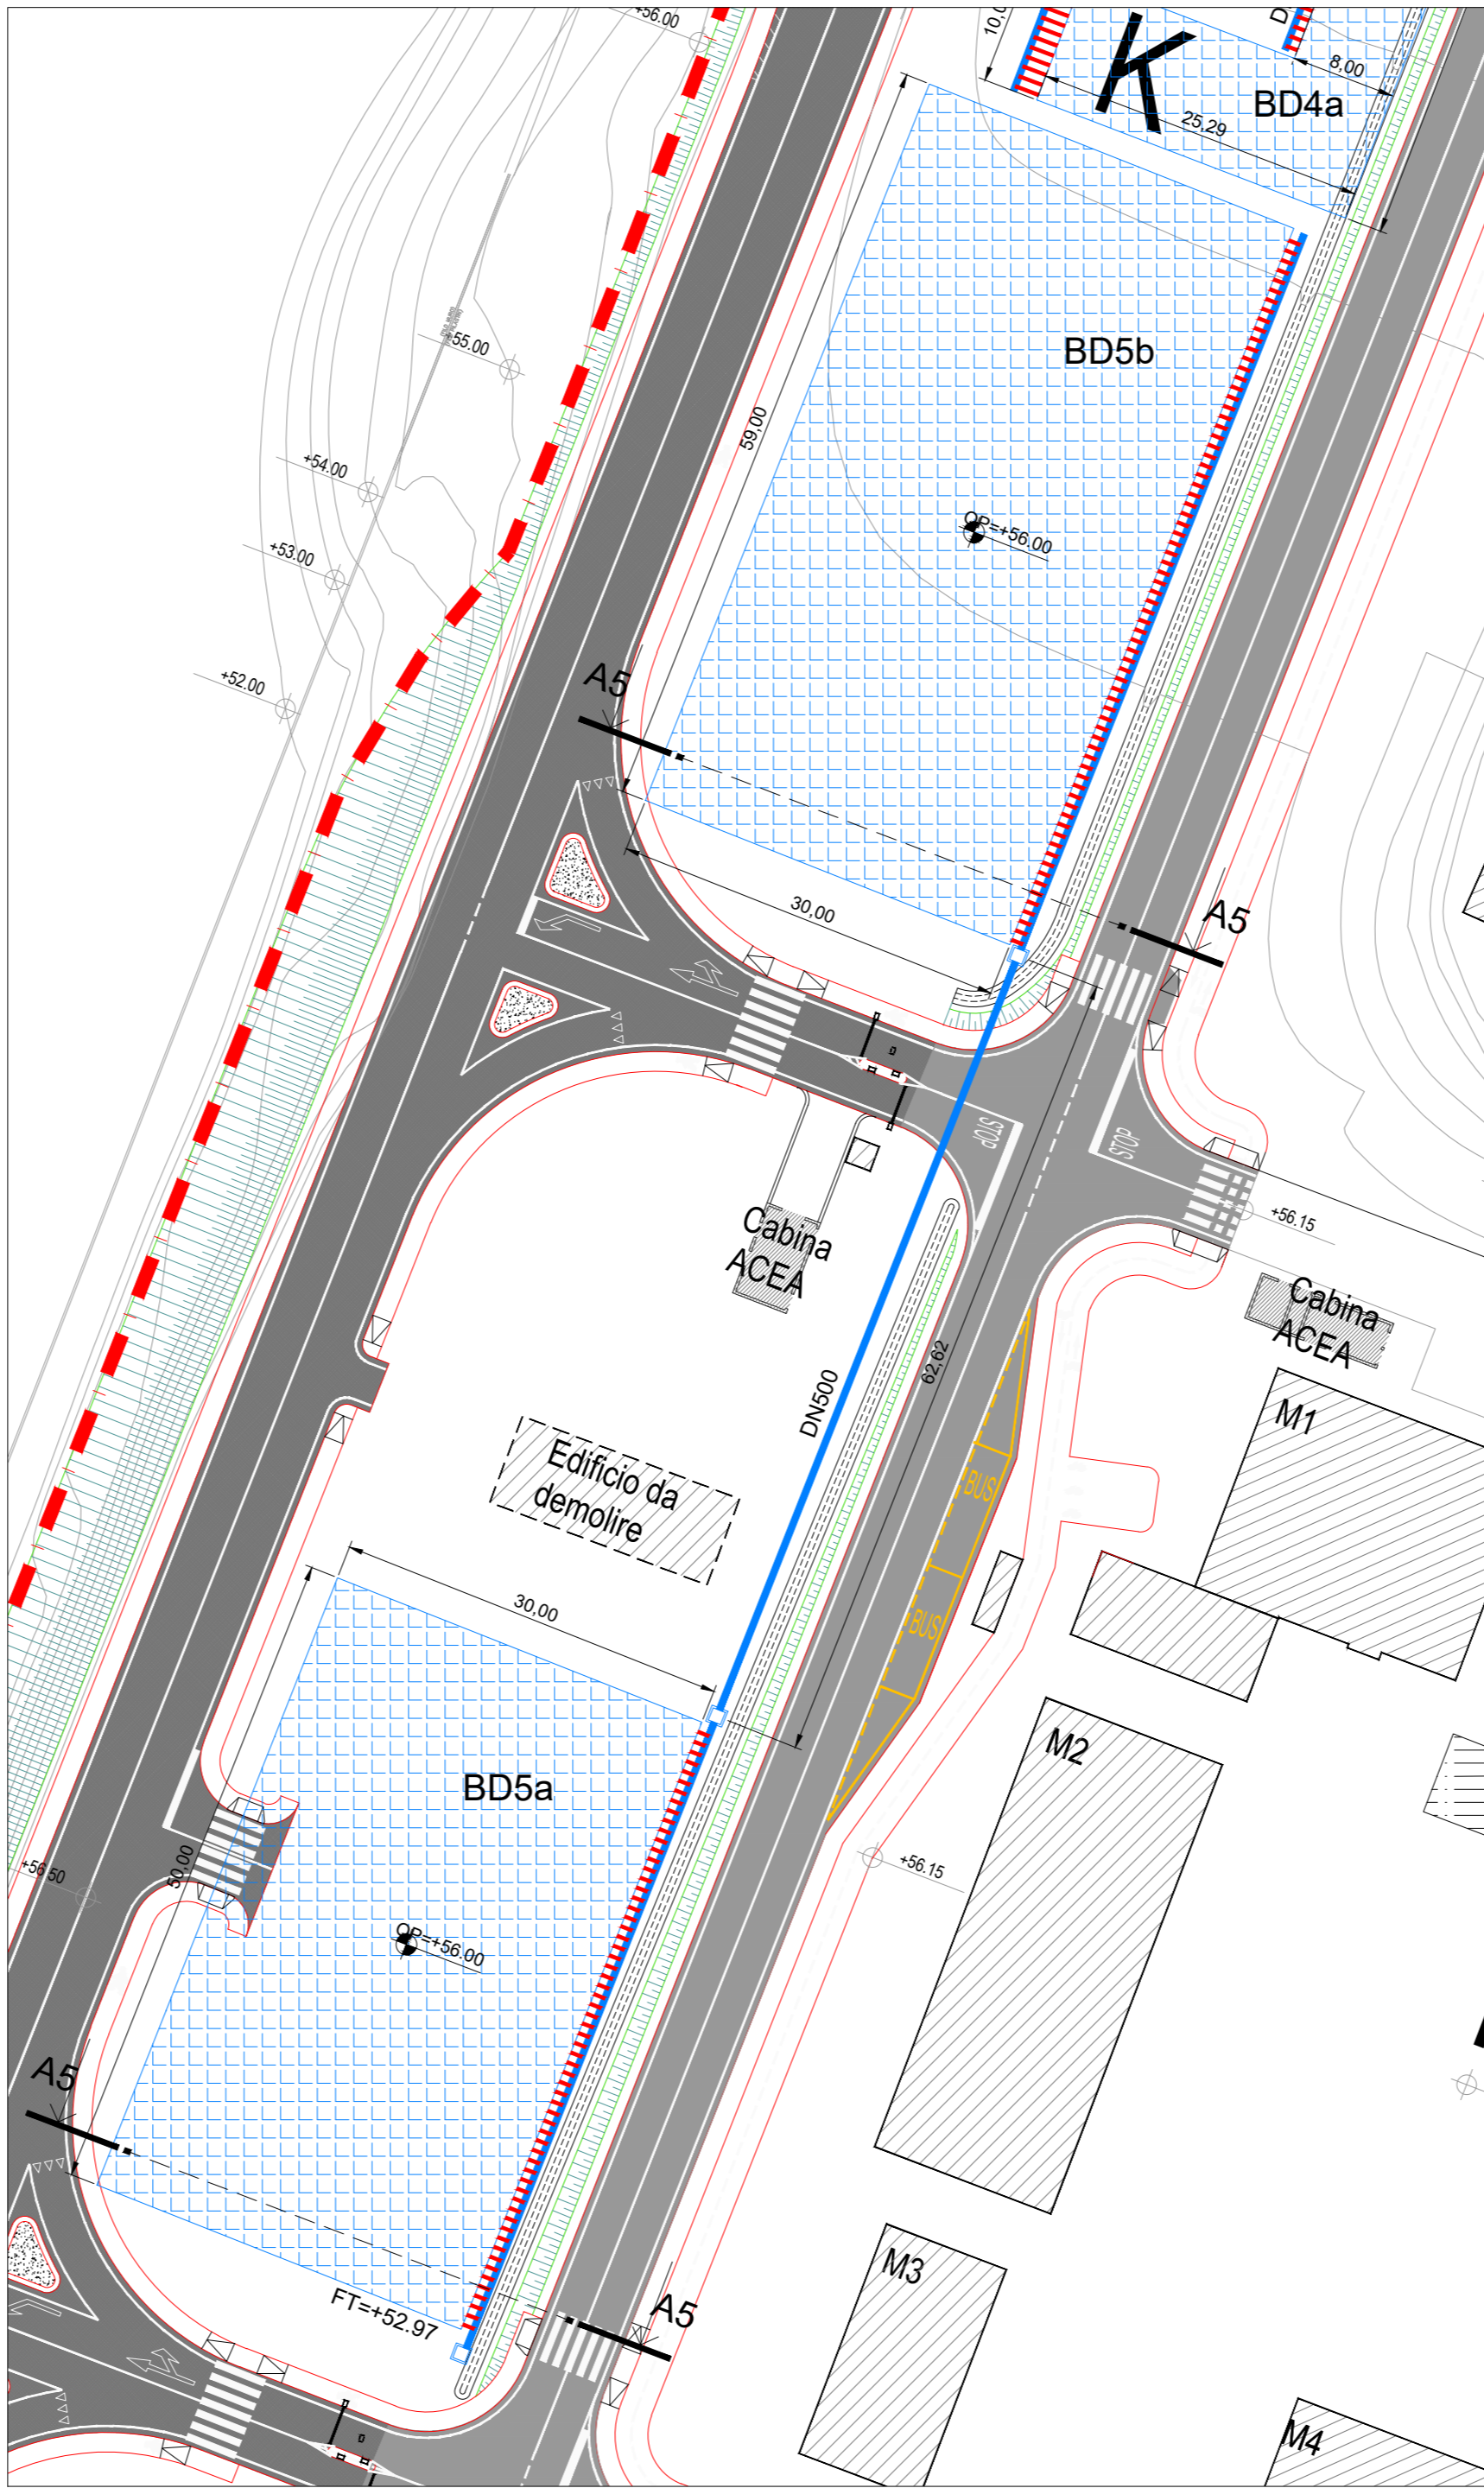 +56.00
10,0
D
8,00
K
BD4a
25,29
+55.00
BD5b
59,00
+54.00
QP=+56.00
+53.00
+52.00
A5
30,00
A5
STOP
STOP
+56.15
Cabina
ACEA
Cabina
ACEA
62,62
DN500
M1
BUS
Edificio da
demolire
30,00
BUS
M2
BD5a
50,00
+56.50
+56.15
QP=+56.00
A5
M3
FT=+52.97
A5
M4